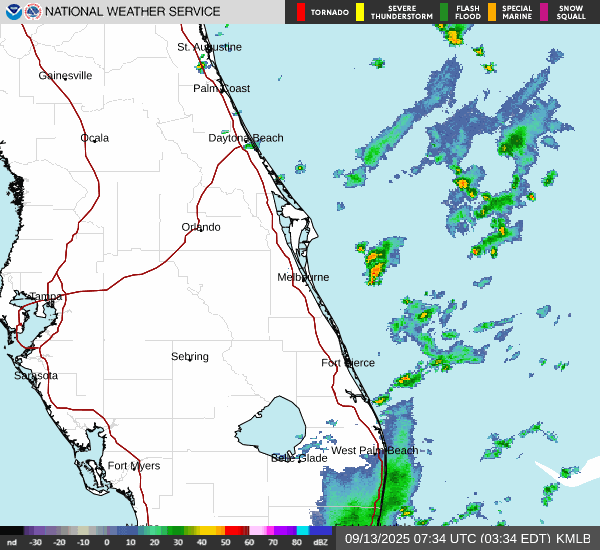 NATIONAL WEATHER SERVICE
TORNADO
SEVERE THUNDERSTORM
FLASH FLOOD
SPECIAL MARINE
SNOW SQUALL
St. Augustine
Gainesville
Palm Coast
Ocala
Daytona Beach
Orlando
Melbourne
Tampa
Sebring
Fort Pierce
Sarasota
West Palm Beach
Belle Glade
Fort Myers
nd -30 -20 -10 0 10 20 30 40 50 60 70 80 dBZ
09/13/2025 07:34 UTC (03:34 EDT) KMLB